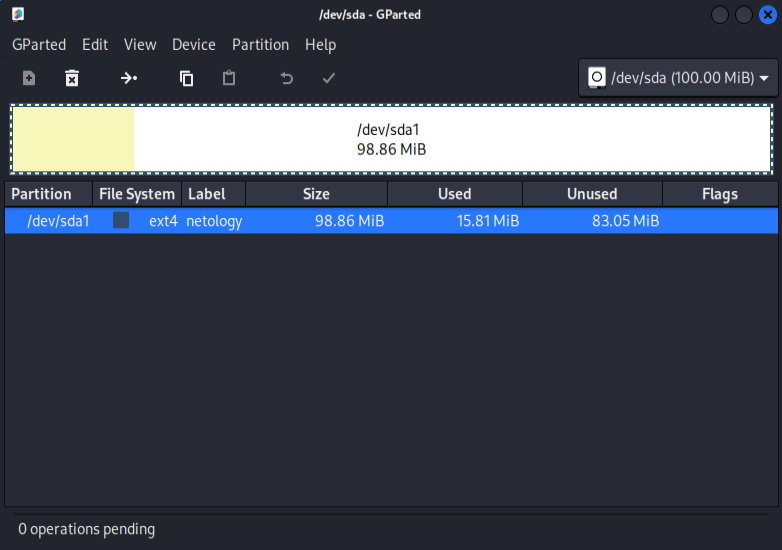 /dev/sda - GParted
GParted Edit View Device Partition Help
/dev/sda (100.00 MiB)
/dev/sda1
98.86 MiB
Partition File System Label Size Used Unused Flags
/dev/sda1 ext4 netology 98.86 MiB 15.81 MiB 83.05 MiB
0 operations pending